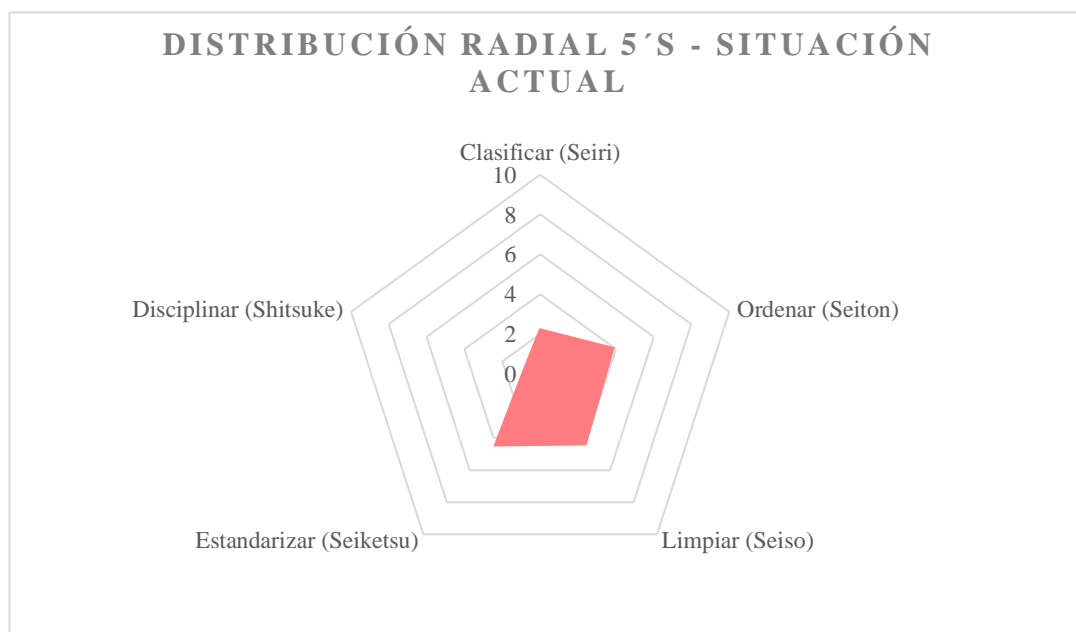 DISTRIBUCIÓN RADIAL 5´S - SITUACIÓN
ACTUAL
Clasificar (Seiri)
10
8
6
4
2
0
Ordenar (Seiton)
Disciplinar (Shitsuke)
Estandarizar (Seiketsu)
Limpiar (Seiso)